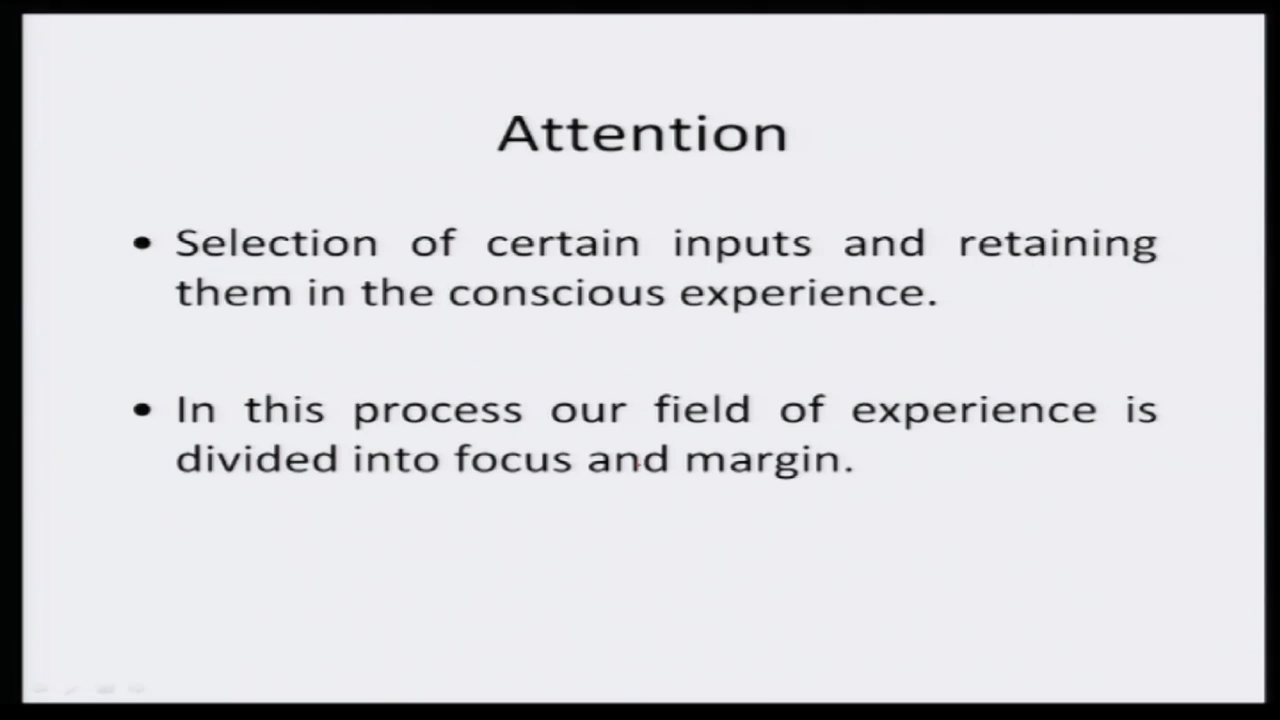 Attention
• Selection of certain inputs and retaining
them in the conscious experience.
• In this process our field of experience is
divided into focus and margin.